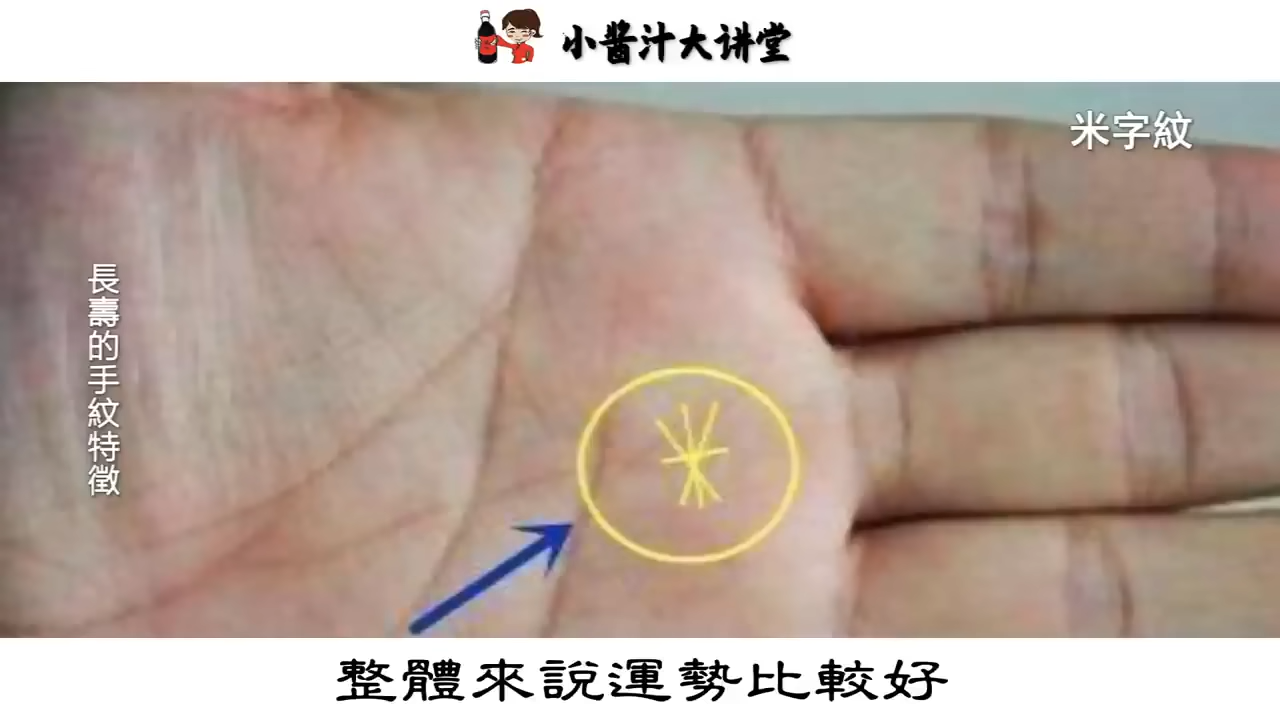 小醬汁大讲堂
米字紋
長壽的手紋特徵
整體來說運勢比較好